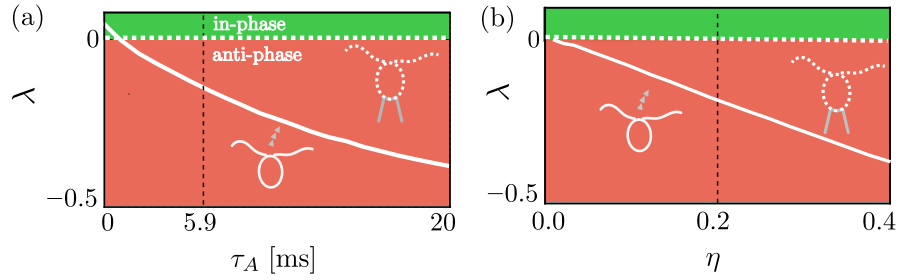 (a)
in-phase
0
anti-phase
λ
−0.5
0
5.9
20
τ_A [ms]
(b)
0
λ
−0.5
0.0
0.2
0.4
η